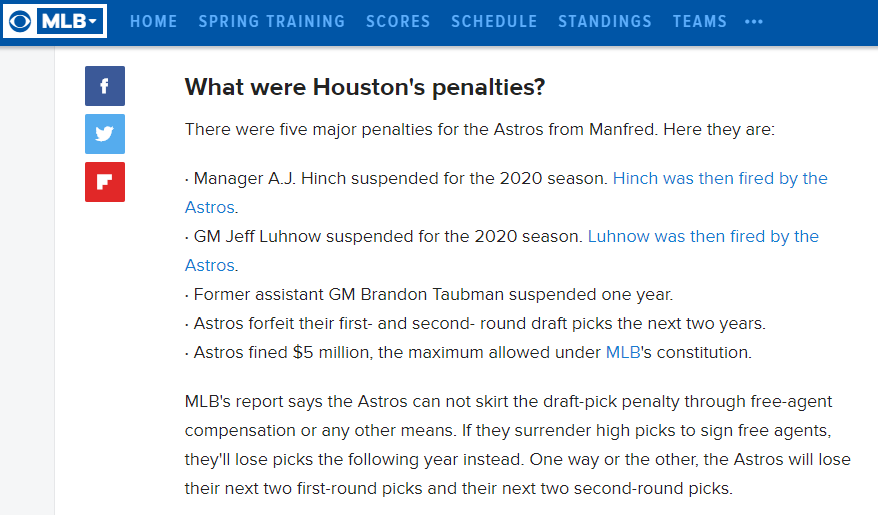 MLB HOME SPRING TRAINING SCORES SCHEDULE STANDINGS TEAMS •••
What were Houston's penalties?
There were five major penalties for the Astros from Manfred. Here they are:
· Manager A.J. Hinch suspended for the 2020 season. Hinch was then fired by the
Astros.
· GM Jeff Luhnow suspended for the 2020 season. Luhnow was then fired by the
Astros.
· Former assistant GM Brandon Taubman suspended one year.
· Astros forfeit their first- and second- round draft picks the next two years.
· Astros fined $5 million, the maximum allowed under MLB's constitution.
MLB's report says the Astros can not skirt the draft-pick penalty through free-agent
compensation or any other means. If they surrender high picks to sign free agents,
they'll lose picks the following year instead. One way or the other, the Astros will lose
their next two first-round picks and their next two second-round picks.